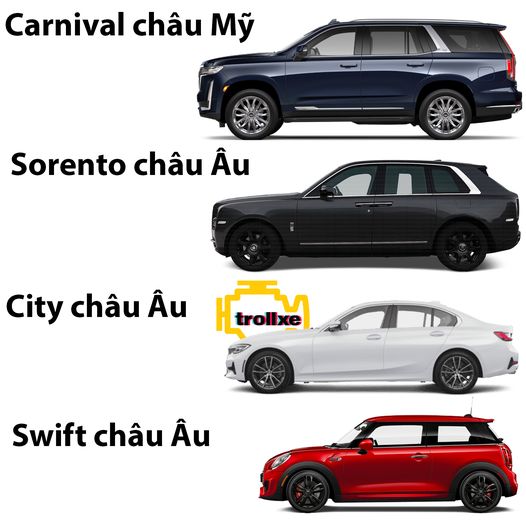 Carnival châu Mỹ
Sorento châu Âu
City châu Âu
trollxe
Swift châu Âu